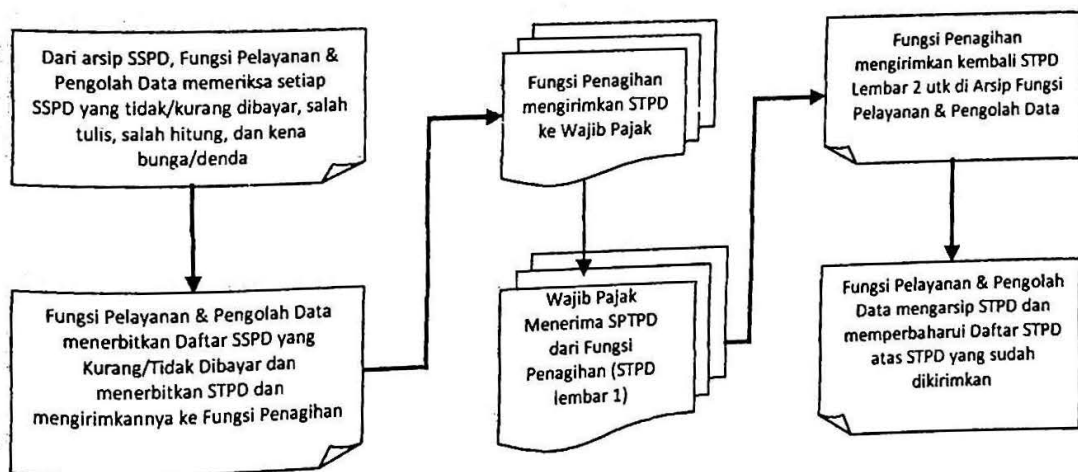 Dari arsip SSPD, Fungsi Pelayanan &
Pengolah Data memeriksa setiap
SSPD yang tidak/kurang dibayar, salah
tulis, salah hitung, dan kena
bunga/denda
Fungsi Pelayanan & Pengolah Data
menerbitkan Daftar SSPD yang
Kurang/Tidak Dibayar dan
menerbitkan STPD dan
mengirimkannya ke Fungsi Penagihan
Fungsi Penagihan
mengirimkan STPD
ke Wajib Pajak
Wajib Pajak
Menerima SPTPD
dari Fungsi
Penagihan (STPD
lembar 1)
Fungsi Penagihan
mengirimkan kembali STPD
Lembar 2 utk di Arsip Fungsi
Pelayanan & Pengolah Data
Fungsi Pelayanan & Pengolah
Data mengarsip STPD dan
memperbaharui Daftar STPD
atas STPD yang sudah
dikirimkan